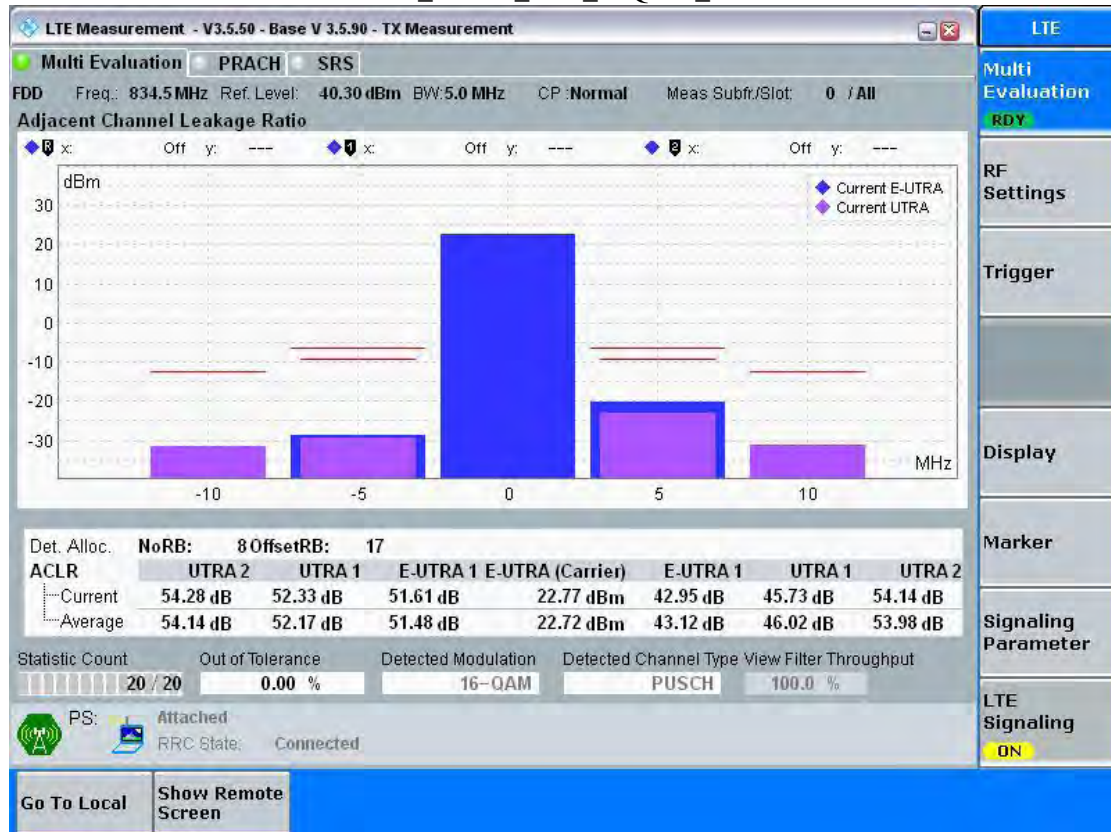 LTE Measurement - V3.5.50 - Base V 3.5.90 - TX Measurement
LTE
Multi Evaluation PRACH SRS
FDD Freq.: 834.5 MHz Ref. Level: 40.30 dBm BW:5.0 MHz CP :Normal Meas Subfr./Slot: 0 / All
Adjacent Channel Leakage Ratio
R x: Off y: --- 1 x: Off y: --- 2 x: Off y: ---
dBm
Current E-UTRA
Current UTRA
30
20
10
0
-10
-20
-30
MHz
-10 -5 0 5 10
Det. Alloc. NoRB: 8 OffsetRB: 17
ACLR UTRA 2 UTRA 1 E-UTRA 1 E-UTRA (Carrier) E-UTRA 1 UTRA 1 UTRA 2
Current 54.28 dB 52.33 dB 51.61 dB 22.77 dBm 42.95 dB 45.73 dB 54.14 dB
Average 54.14 dB 52.17 dB 51.48 dB 22.72 dBm 43.12 dB 46.02 dB 53.98 dB
Statistic Count Out of Tolerance Detected Modulation Detected Channel Type View Filter Throughput
20 / 20 0.00 % 16-QAM PUSCH 100.0 %
PS: Attached
RRC State: Connected
Multi
Evaluation
RDY
RF
Settings
Trigger
Display
Marker
Signaling
Parameter
LTE
Signaling
ON
Go To Local
Show Remote
Screen